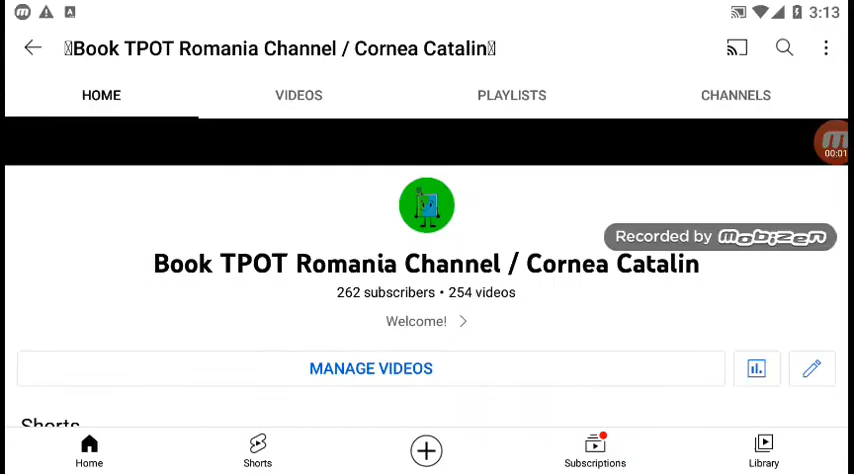 3:13
▯Book TPOT Romania Channel / Cornea Catalin▯
HOME VIDEOS PLAYLISTS CHANNELS
00:01
Recorded by mobizen
Book TPOT Romania Channel / Cornea Catalin
262 subscribers • 254 videos
Welcome!
MANAGE VIDEOS
Shorts
Home Shorts Subscriptions Library